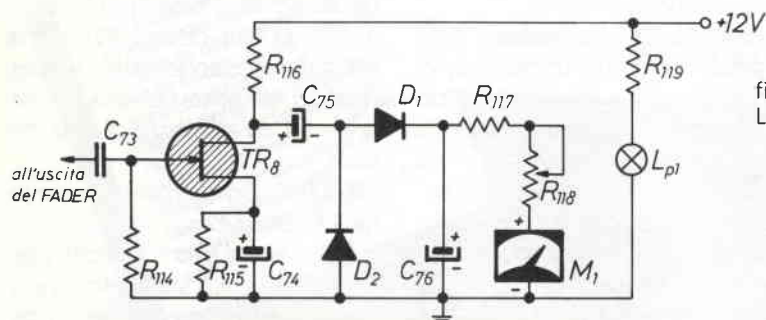 +12V
R116
R119
fi
L
C75
D1
R117
C73
TR8
Lp1
all'uscita
del FADER
R118
+
-
+
R114
R115
+
-
C74
D2
+
C76
M1
-